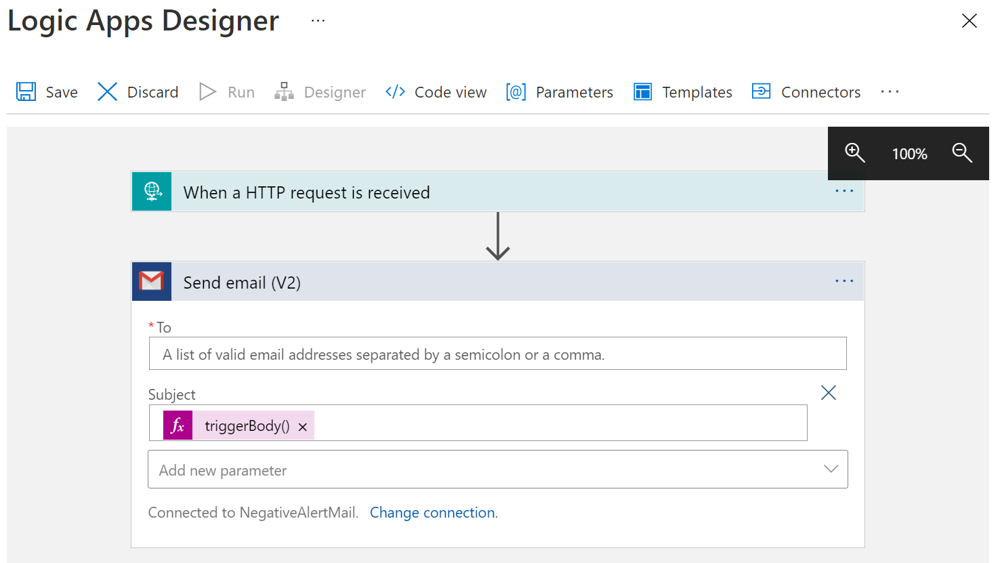 Logic Apps Designer ...
Save Discard Run Designer Code view Parameters Templates Connectors ...
100%
When a HTTP request is received ...
Send email (V2) ...
* To
A list of valid email addresses separated by a semicolon or a comma.
Subject
fx triggerBody() ×
Add new parameter
Connected to NegativeAlertMail. Change connection.